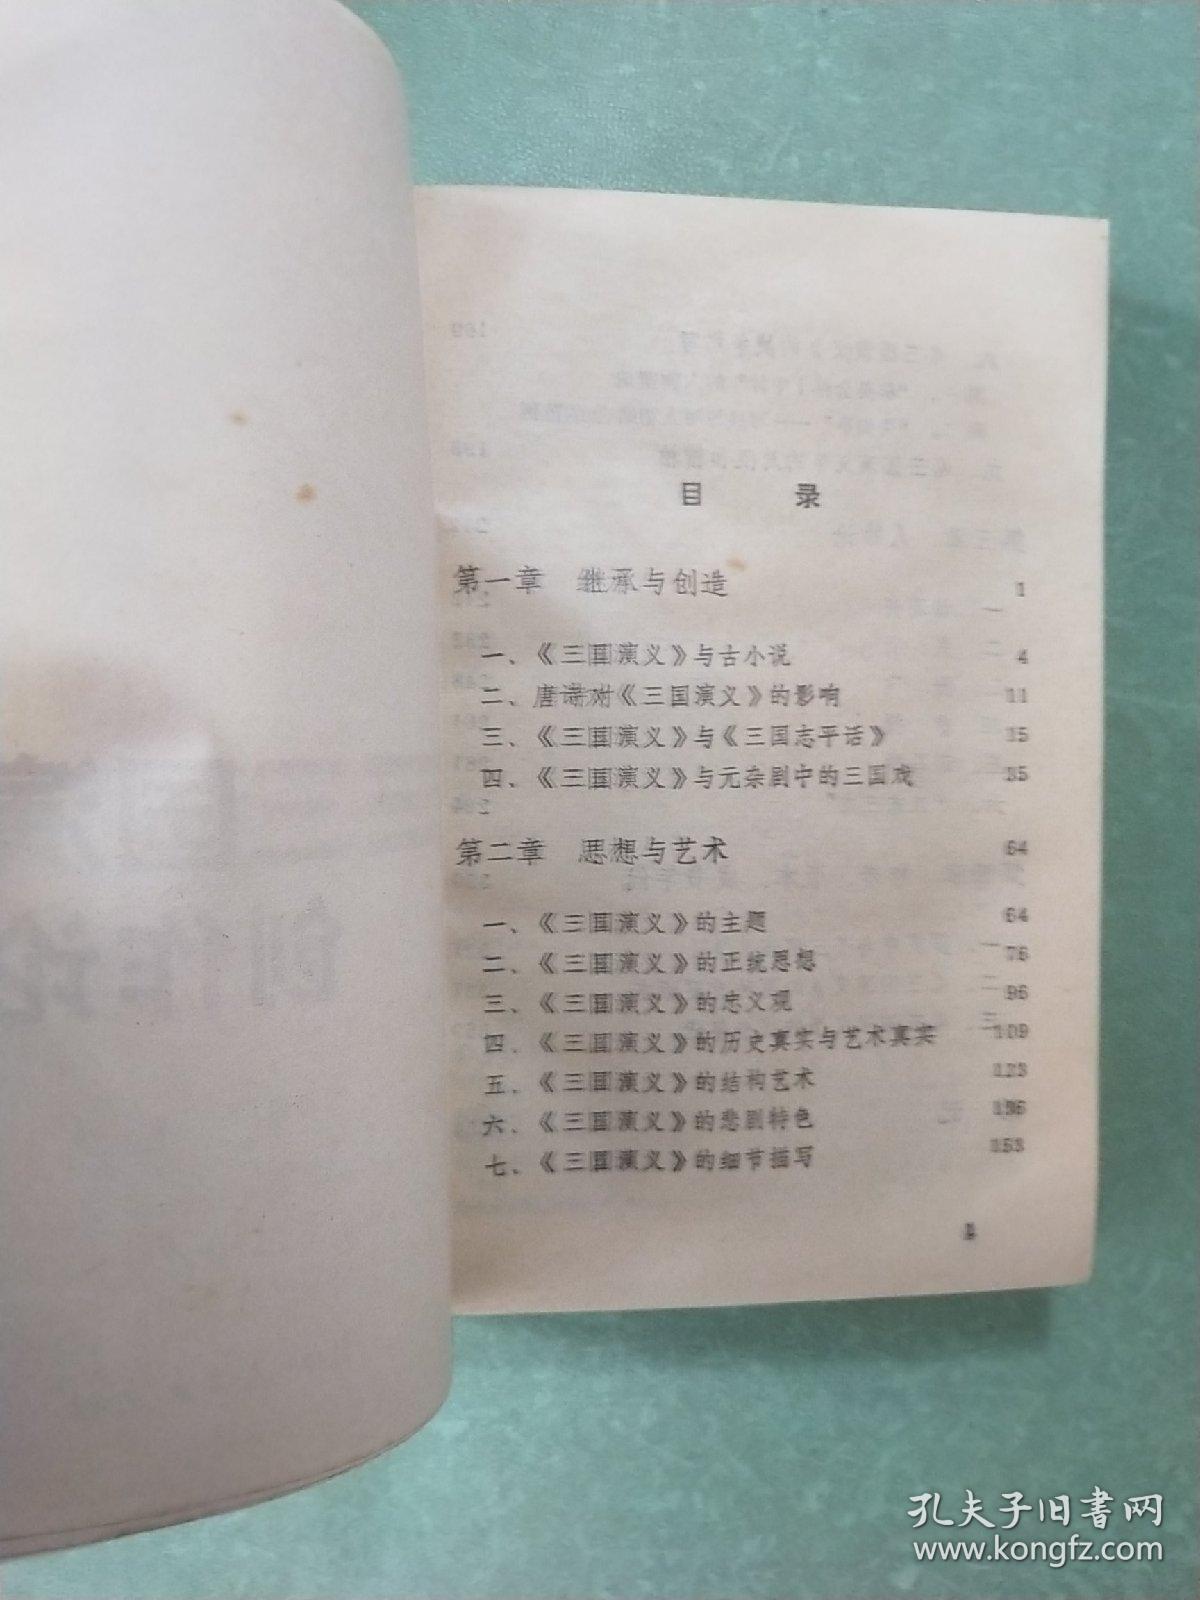 目 录
第一章 继承与创造 1
一、《三国演义》与古小说 4
二、唐诗对《三国演义》的影响 11
三、《三国演义》与《三国志平话》 15
四、《三国演义》与元杂剧中的三国戏 35
第二章 思想与艺术 64
一、《三国演义》的主题 64
二、《三国演义》的正统思想 76
三、《三国演义》的忠义观 96
四、《三国演义》的历史真实与艺术真实 109
五、《三国演义》的结构艺术 123
六、《三国演义》的悲剧特色 136
七、《三国演义》的细节描写 153
1
孔夫子旧书网
www.kongfz.com